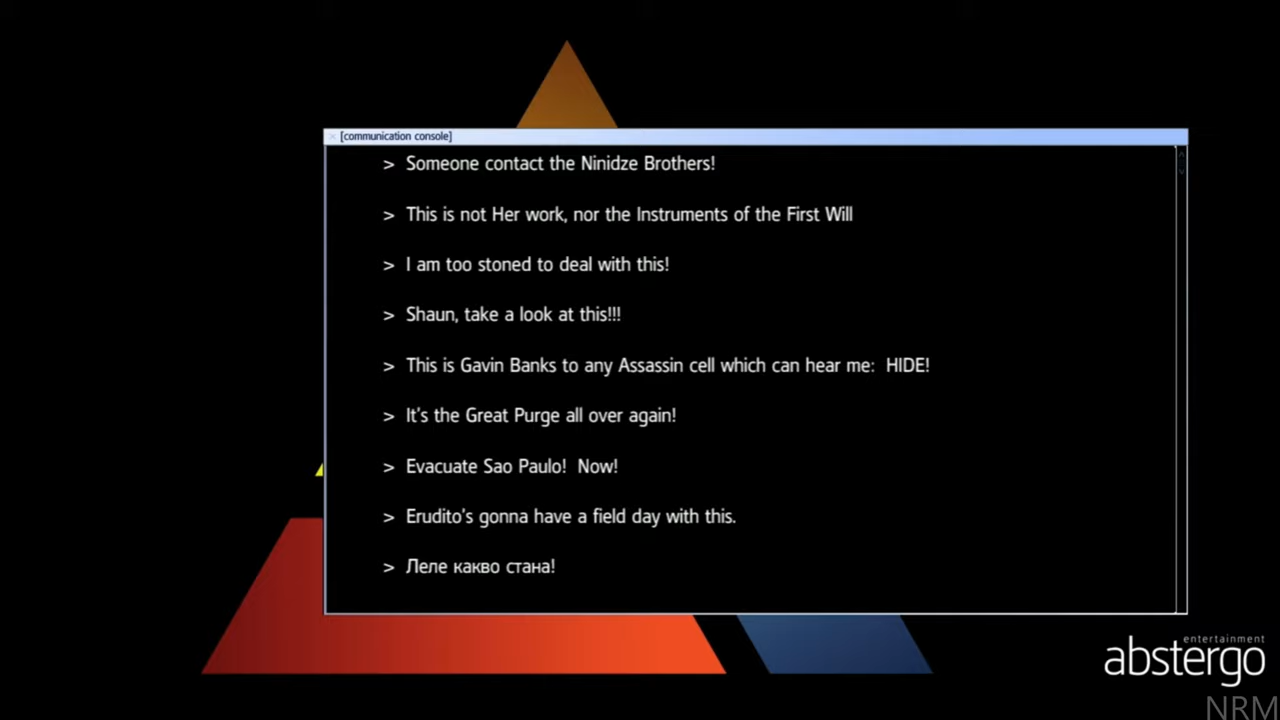 [communication console]
> Someone contact the Ninidze Brothers!
> This is not Her work, nor the Instruments of the First Will
> I am too stoned to deal with this!
> Shaun, take a look at this!!!
> This is Gavin Banks to any Assassin cell which can hear me:  HIDE!
> It's the Great Purge all over again!
> Evacuate Sao Paulo!  Now!
> Erudito's gonna have a field day with this.
> Леле какво стана!
entertainment
abstergo
NRM